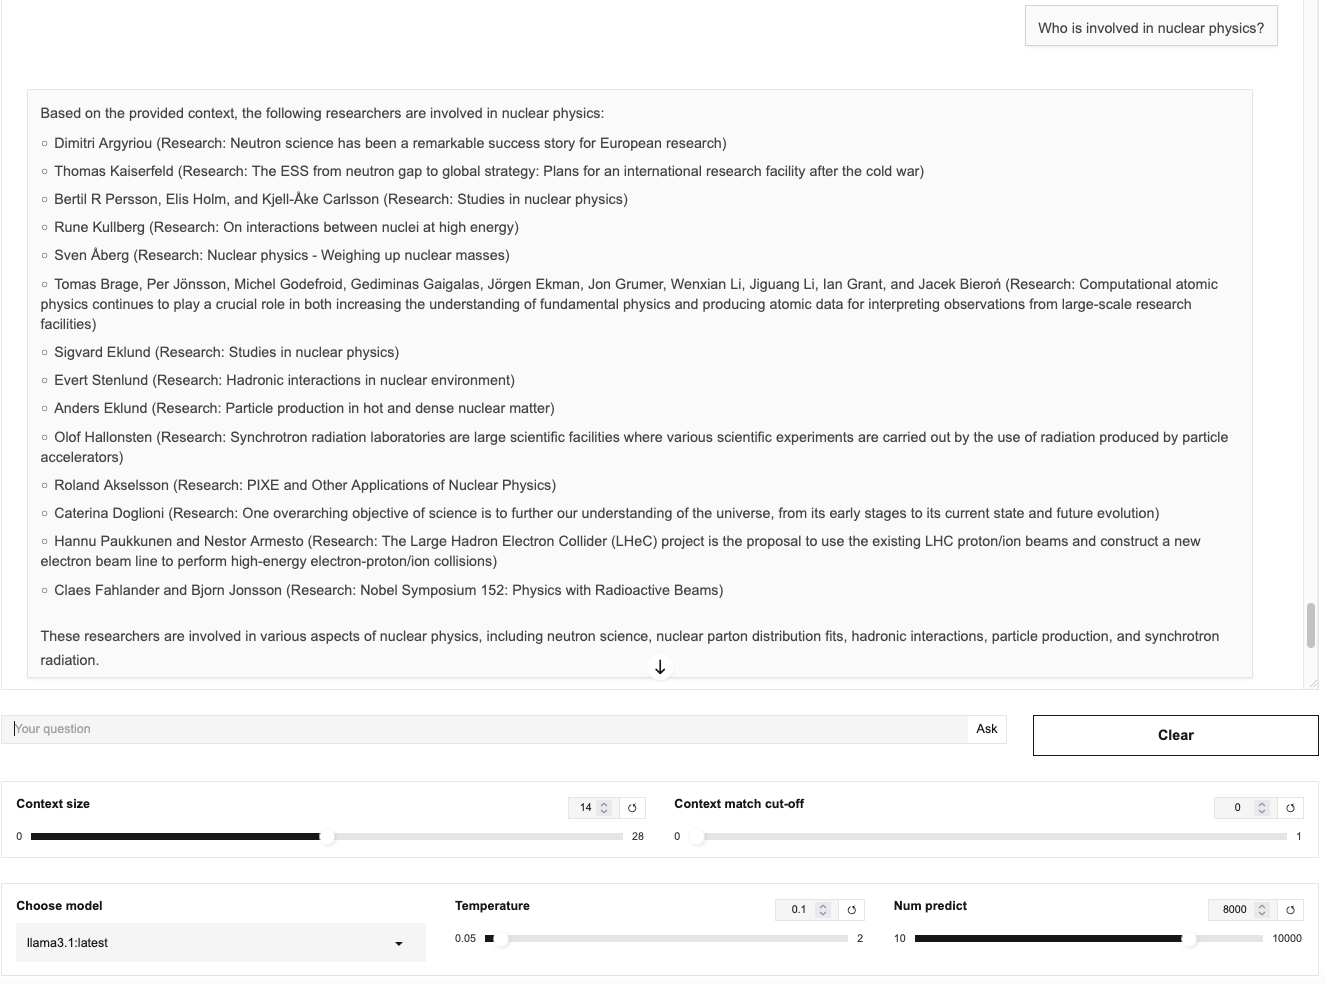 Who is involved in nuclear physics?
Based on the provided context, the following researchers are involved in nuclear physics:
○ Dimitri Argyriou (Research: Neutron science has been a remarkable success story for European research)
○ Thomas Kaiserfeld (Research: The ESS from neutron gap to global strategy: Plans for an international research facility after the cold war)
○ Bertil R Persson, Elis Holm, and Kjell-Åke Carlsson (Research: Studies in nuclear physics)
○ Rune Kullberg (Research: On interactions between nuclei at high energy)
○ Sven Åberg (Research: Nuclear physics - Weighing up nuclear masses)
○ Tomas Brage, Per Jönsson, Michel Godefroid, Gediminas Gaigalas, Jörgen Ekman, Jon Grumer, Wenxian Li, Jiguang Li, Ian Grant, and Jacek Bieroń (Research: Computational atomic
physics continues to play a crucial role in both increasing the understanding of fundamental physics and producing atomic data for interpreting observations from large-scale research
facilities)
○ Sigvard Eklund (Research: Studies in nuclear physics)
○ Evert Stenlund (Research: Hadronic interactions in nuclear environment)
○ Anders Eklund (Research: Particle production in hot and dense nuclear matter)
○ Olof Hallonsten (Research: Synchrotron radiation laboratories are large scientific facilities where various scientific experiments are carried out by the use of radiation produced by particle
accelerators)
○ Roland Akselsson (Research: PIXE and Other Applications of Nuclear Physics)
○ Caterina Doglioni (Research: One overarching objective of science is to further our understanding of the universe, from its early stages to its current state and future evolution)
○ Hannu Paukkunen and Nestor Armesto (Research: The Large Hadron Electron Collider (LHeC) project is the proposal to use the existing LHC proton/ion beams and construct a new
electron beam line to perform high-energy electron-proton/ion collisions)
○ Claes Fahlander and Bjorn Jonsson (Research: Nobel Symposium 152: Physics with Radioactive Beams)
These researchers are involved in various aspects of nuclear physics, including neutron science, nuclear parton distribution fits, hadronic interactions, particle production, and synchrotron
radiation.
Your question
Ask
Clear
Context size
14
0
28
Context match cut-off
0
0
1
Choose model
llama3.1:latest
Temperature
0.1
0.05
2
Num predict
8000
10
10000